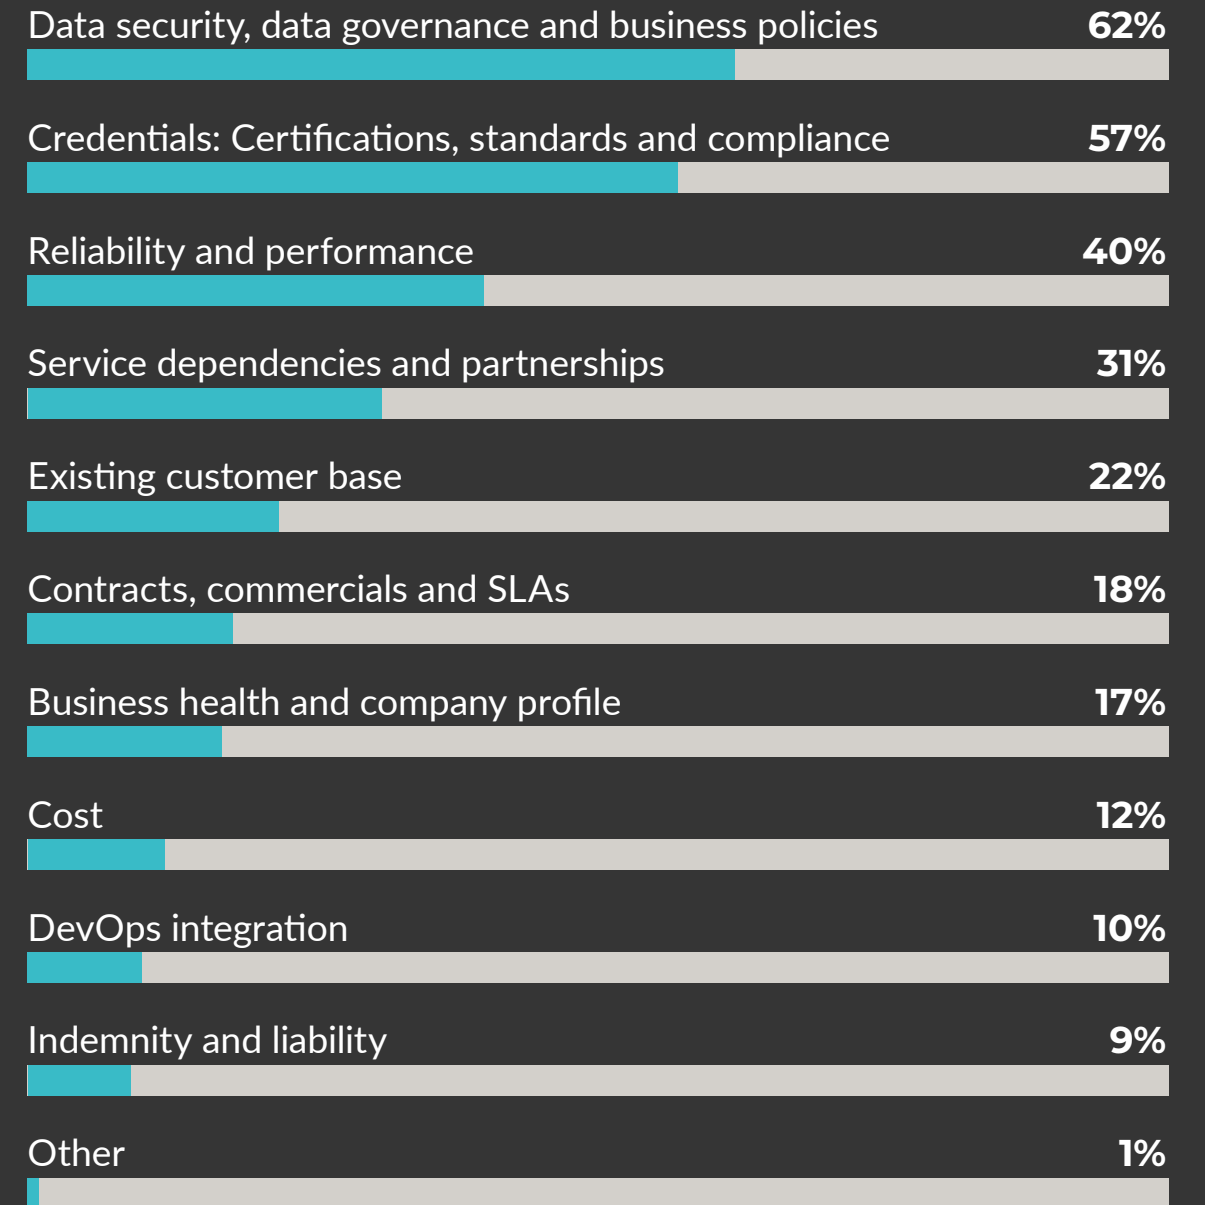 Data security, data governance and business policies 62%
Credentials: Certifications, standards and compliance 57%
Reliability and performance 40%
Service dependencies and partnerships 31%
Existing customer base 22%
Contracts, commercials and SLAs 18%
Business health and company profile 17%
Cost 12%
DevOps integration 10%
Indemnity and liability 9%
Other 1%